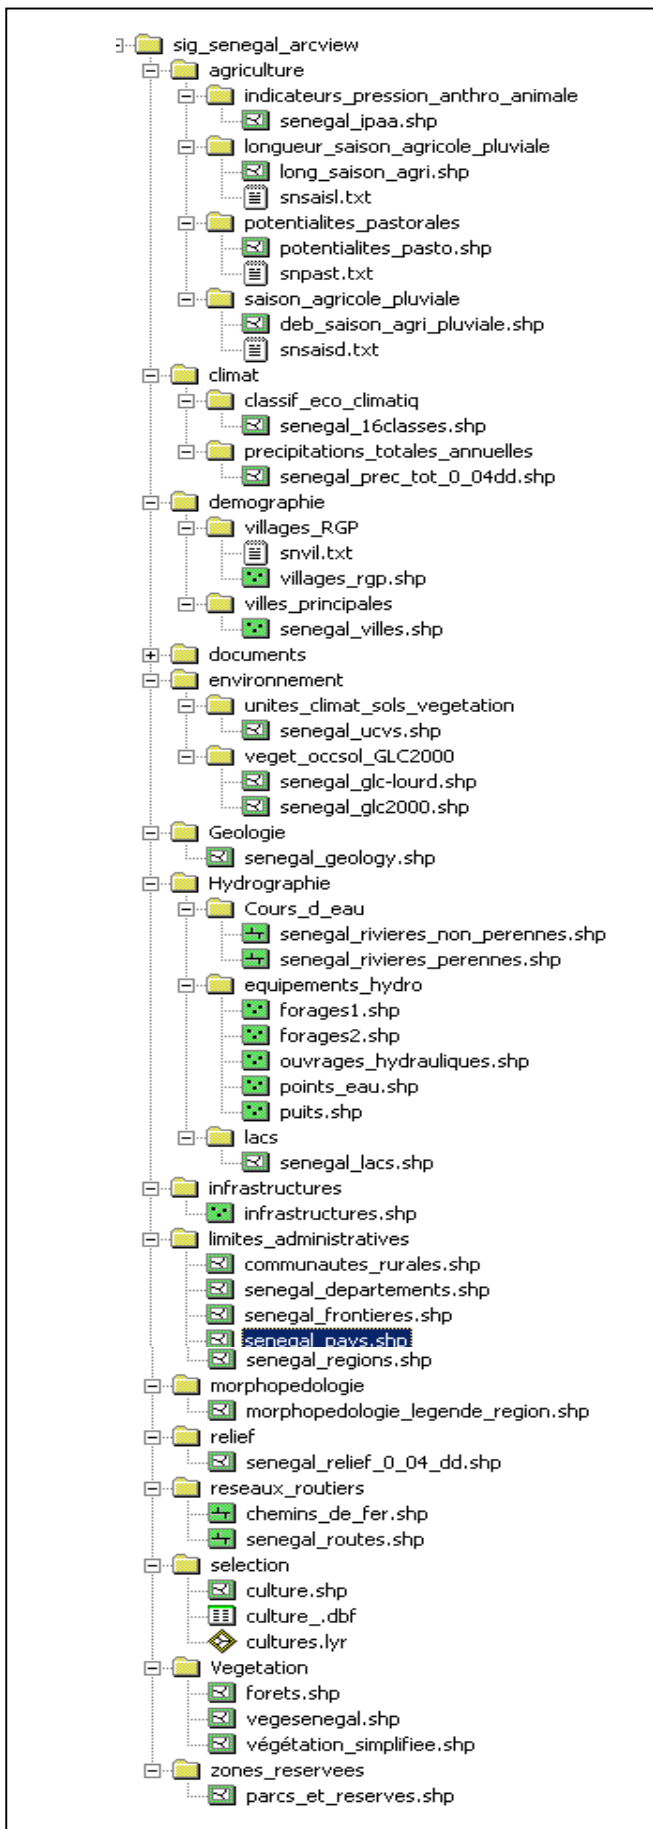 sig_senegal_arcview
agriculture
indicateurs_pression_anthro_animale
senegal_ipaa.shp
longueur_saison_agricole_pluviale
long_saison_agri.shp
snsaisl.txt
potentialites_pastorales
potentialites_pasto.shp
snpast.txt
saison_agricole_pluviale
deb_saison_agri_pluviale.shp
snsaisd.txt
climat
classif_eco_climatiq
senegal_16classes.shp
precipitations_totales_annuelles
senegal_prec_tot_0_04dd.shp
demographie
villages_RGP
snvil.txt
villages_rgp.shp
villes_principales
senegal_villes.shp
documents
environnement
unites_climat_sols_vegetation
senegal_ucvs.shp
veget_occsol_GLC2000
senegal_glc-lourd.shp
senegal_glc2000.shp
Geologie
senegal_geology.shp
Hydrographie
Cours_d_eau
senegal_rivieres_non_perennes.shp
senegal_rivieres_perennes.shp
equipements_hydro
forages1.shp
forages2.shp
ouvrages_hydrauliques.shp
points_eau.shp
puits.shp
lacs
senegal_lacs.shp
infrastructures
infrastructures.shp
limites_administratives
communautes_rurales.shp
senegal_departements.shp
senegal_frontieres.shp
senegal_pays.shp
senegal_regions.shp
morphopedologie
morphopedologie_legende_region.shp
relief
senegal_relief_0_04_dd.shp
reseaux_routiers
chemins_de_fer.shp
senegal_routes.shp
selection
culture.shp
culture_.dbf
cultures.lyr
Vegetation
forets.shp
vegesenegal.shp
végétation_simplifiee.shp
zones_reservees
parcs_et_reserves.shp